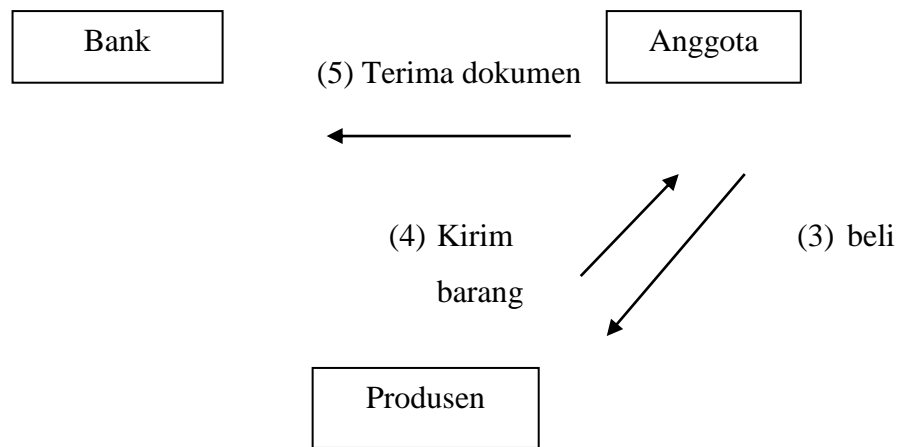 Bank
Anggota
(5) Terima dokumen
(4) Kirim
barang
(3) beli
Produsen